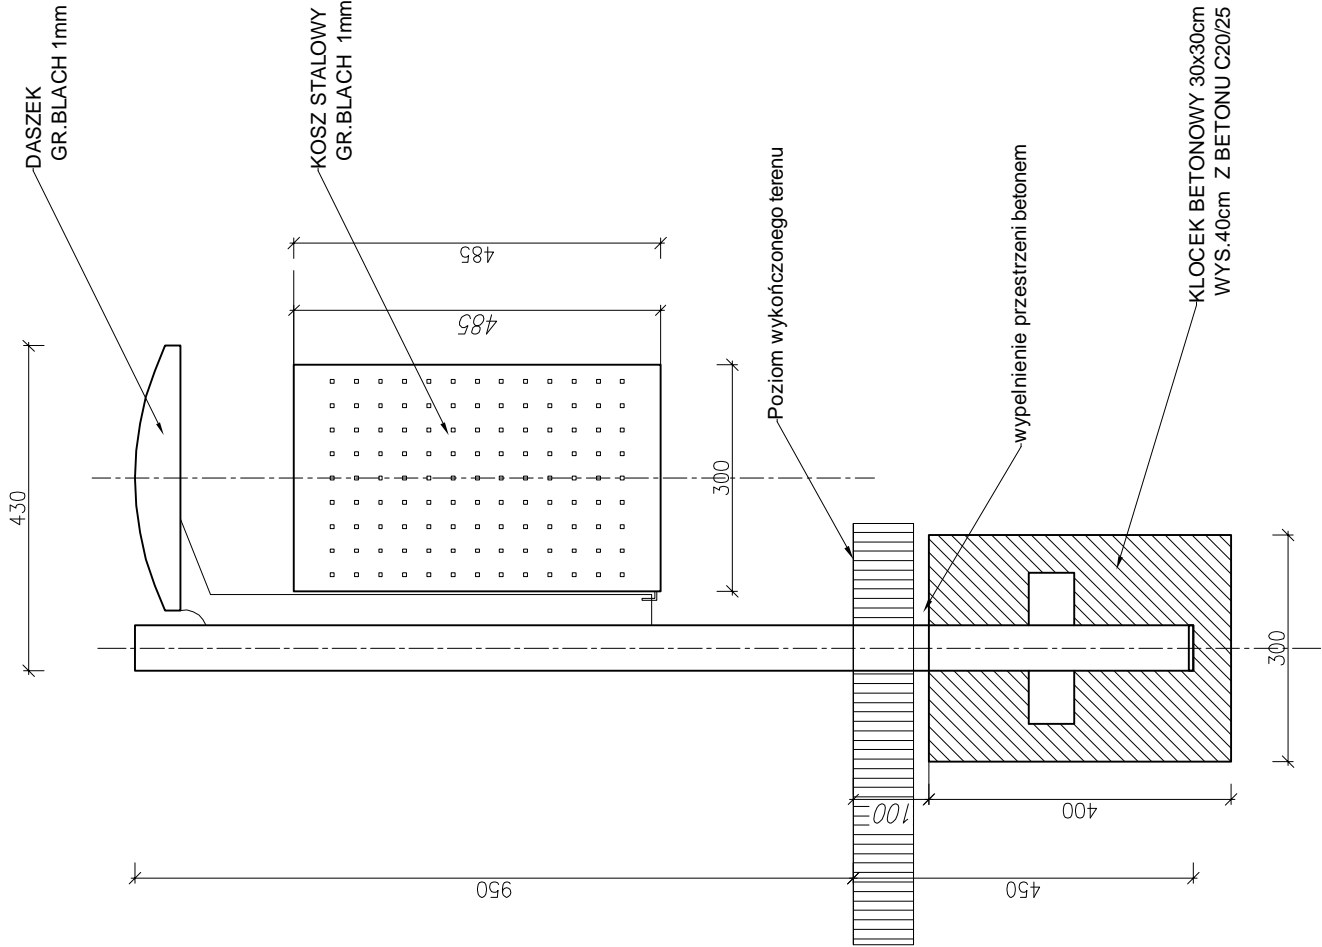 DASZEK
GR.BLACH 1mm
KOSZ STALOWY
GR.BLACH 1mm
430
485
485
300
Poziom wykończonego terenu
wypelnienie przestrzeni betonem
KLOCEK BETONOWY 30x30cm
WYS.40cm Z BETONU C20/25
300
100
400
950
450